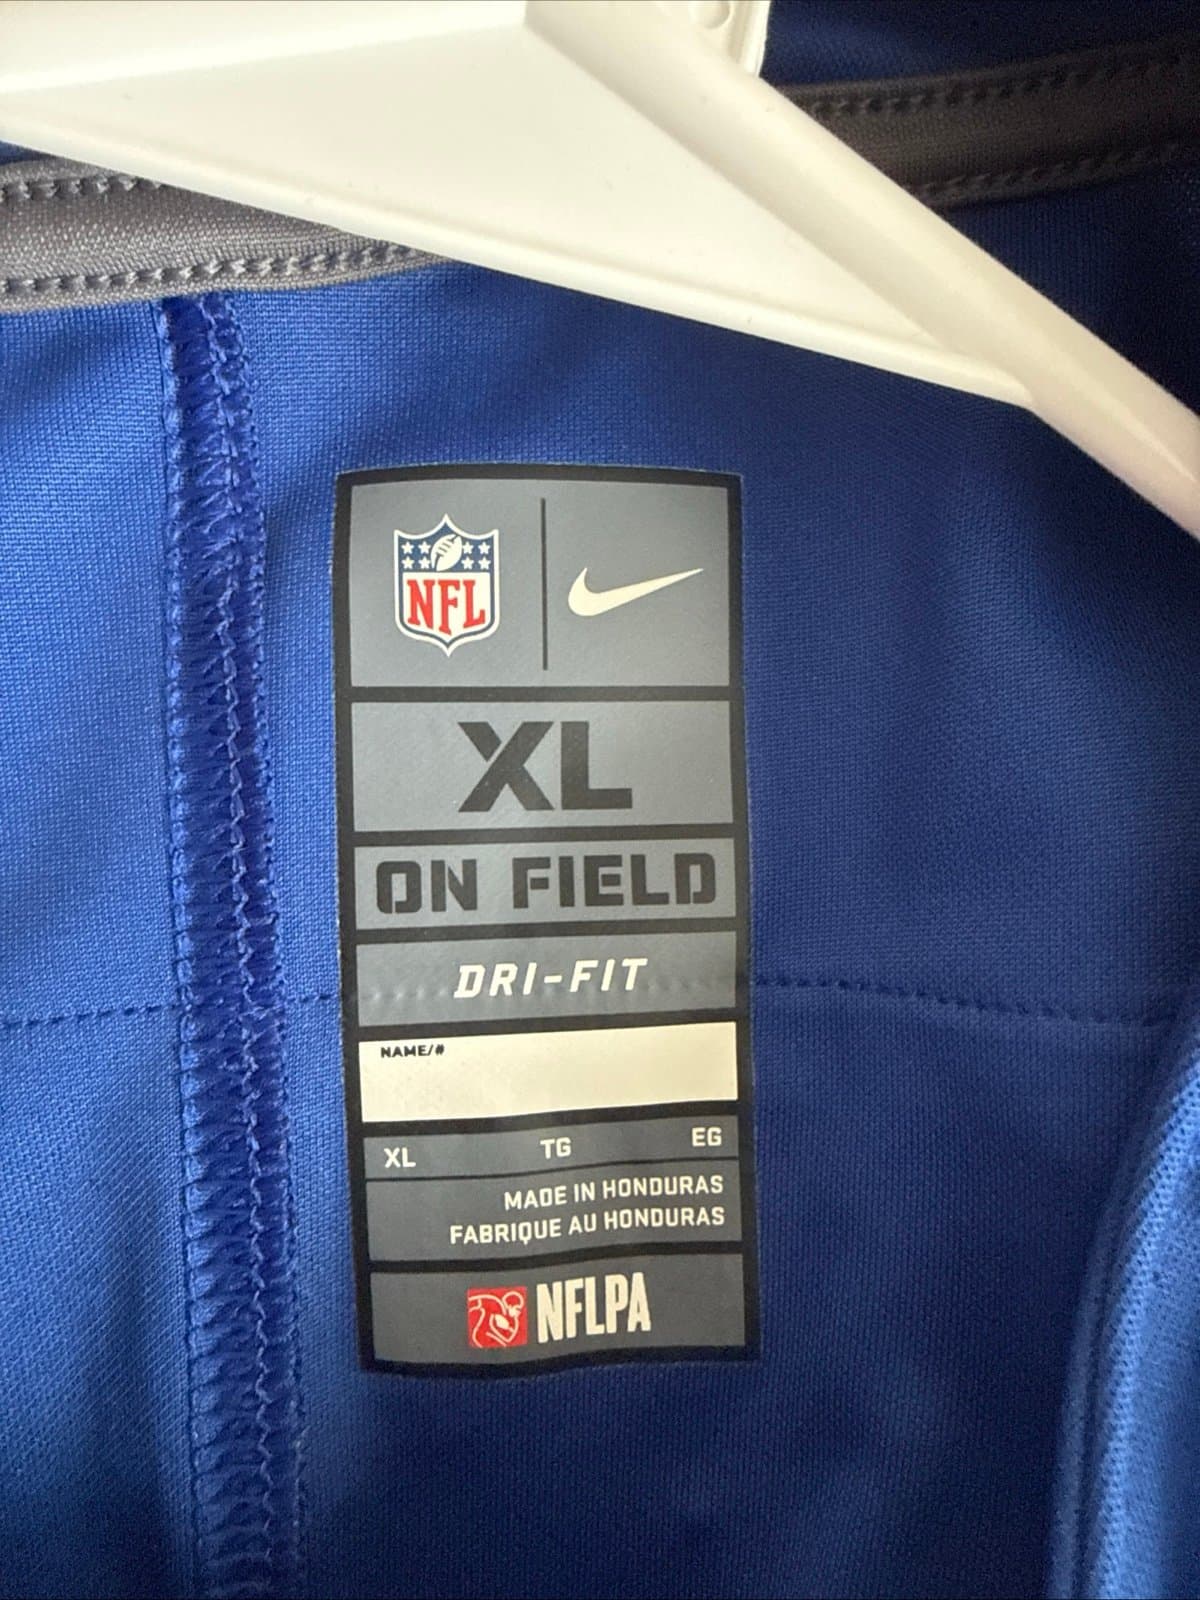 NFL
XL
ON FIELD
DRI-FIT
NAME/#
XL TG EG
MADE IN HONDURAS
FABRIQUE AU HONDURAS
NFLPA